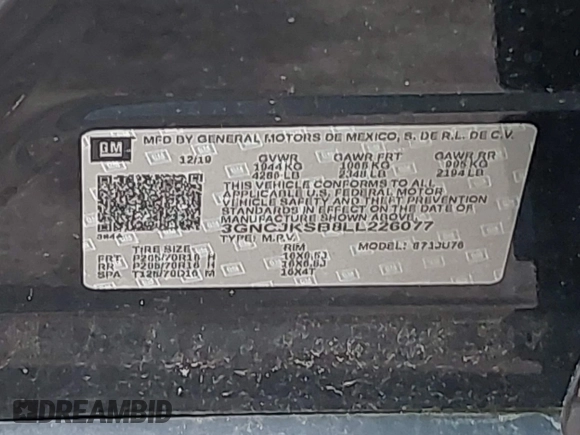 GM
MFD BY GENERAL MOTORS DE MEXICO, S. DE R.L. DE C.V.
12/19 GVWR GAWR FRT GAWR RR
1944 KG 1065 KG 995 KG
4286 LB 2348 LB 2194 LB
THIS VEHICLE CONFORMS TO ALL
APPLICABLE U.S. FEDERAL MOTOR
VEHICLE SAFETY AND THEFT PREVENTION
STANDARDS IN EFFECT ON THE DATE OF
MANUFACTURE SHOWN ABOVE.
3GNCJKSB8LL226077
TYPE: M.P.V. MODEL: 871JU76
TIRE SIZE RIM
FRT P205/70R16 H 16X6.5J
RR P205/70R16 H 16X6.5J
SPA T125/70D16 M 16X4T
DREAMBID